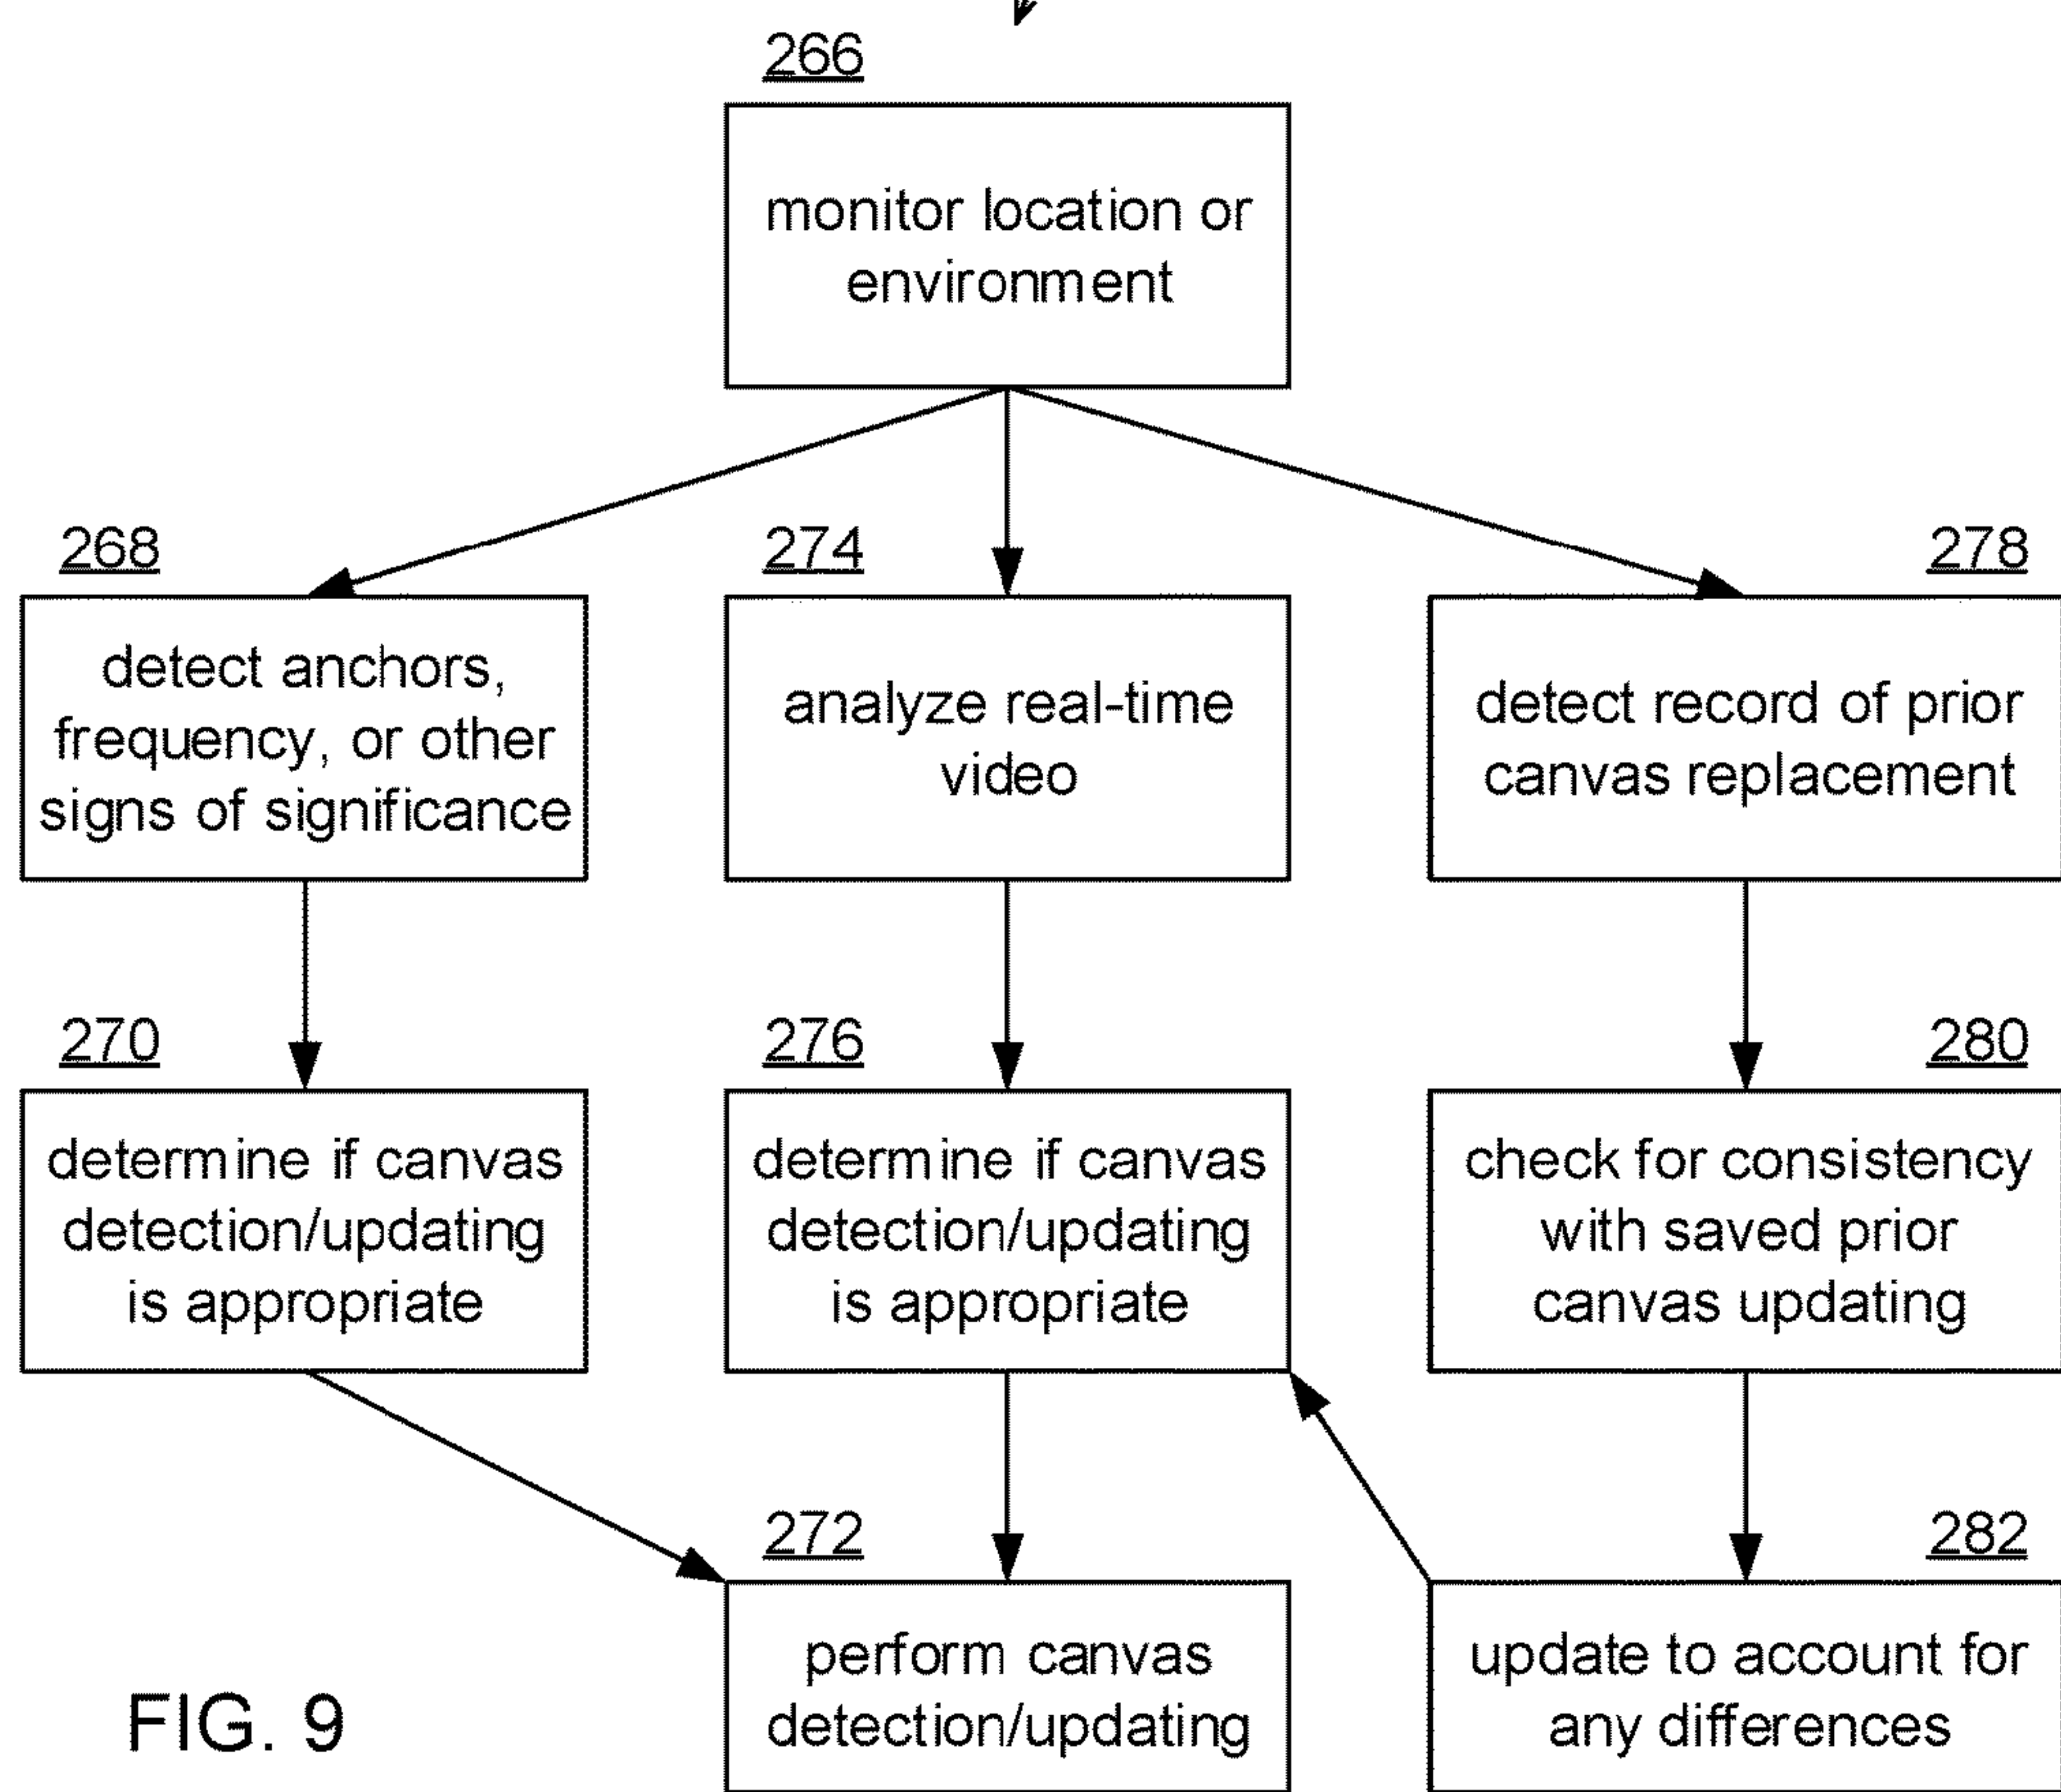 266
monitor location or
environment
268
detect anchors,
frequency, or other
signs of significance
274
analyze real-time
video
278
detect record of prior
canvas replacement
270
determine if canvas
detection/updating
is appropriate
276
determine if canvas
detection/updating
is appropriate
280
check for consistency
with saved prior
canvas updating
272
perform canvas
detection/updating
282
update to account for
any differences
FIG. 9